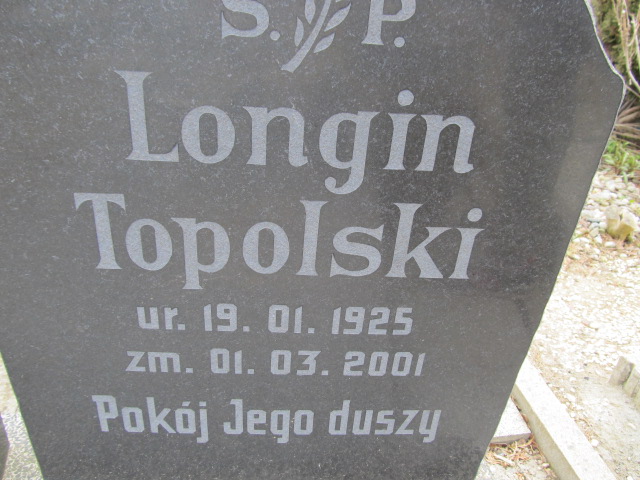 Ś. P.
Longin
Topolski
ur. 19. 01. 1925
zm. 01. 03. 2001
Pokój Jego duszy